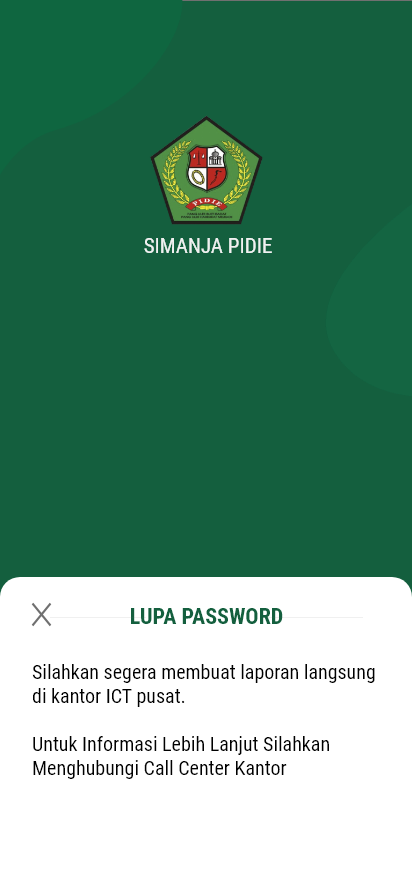 PIDIE
SIMANJA PIDIE
X
LUPA PASSWORD
Silahkan segera membuat laporan langsung
di kantor ICT pusat.
Untuk Informasi Lebih Lanjut Silahkan
Menghubungi Call Center Kantor